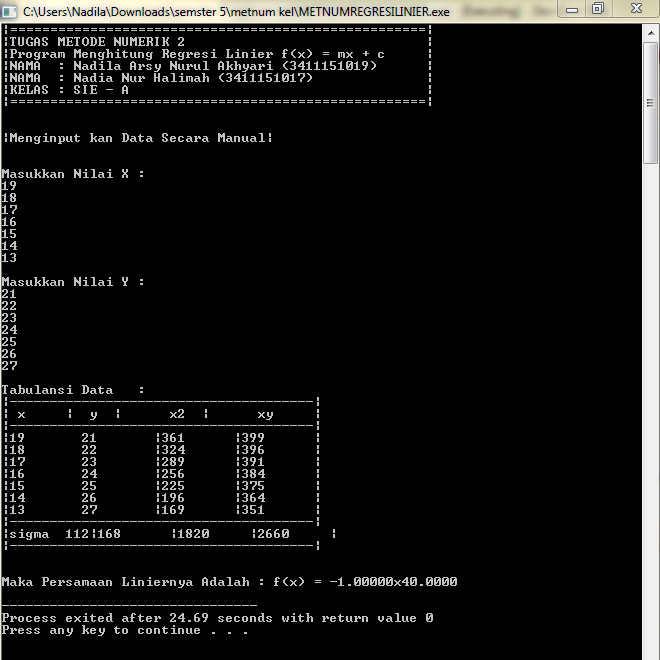 C:\Users\Nadila\Downloads\semster 5\metnum kel\METNUMREGRESILINIER.exe
|====================================================|
|TUGAS METODE NUMERIK 2 |
|Program Menghitung Regresi Linier f(x) = mx + c |
|NAMA : Nadila Arsy Nurul Akhyari (3411151019) |
|NAMA : Nadia Nur Halimah (3411151017) |
|KELAS : SIE - A |
|====================================================|
|Menginput kan Data Secara Manual|
Masukkan Nilai X :
19
18
17
16
15
14
13
Masukkan Nilai Y :
21
22
23
24
25
26
27
Tabulansi Data :
|--------------------------------------|
| x | y | x2 | xy |
|--------------------------------------|
|19 21 |361 |399 |
|18 22 |324 |396 |
|17 23 |289 |391 |
|16 24 |256 |384 |
|15 25 |225 |375 |
|14 26 |196 |364 |
|13 27 |169 |351 |
|--------------------------------------|
|sigma 112|168 |1820 |2660 |
|--------------------------------------|
Maka Persamaan Liniernya Adalah : f(x) = -1.00000x40.0000
--------------------------------
Process exited after 24.69 seconds with return value 0
Press any key to continue . . .